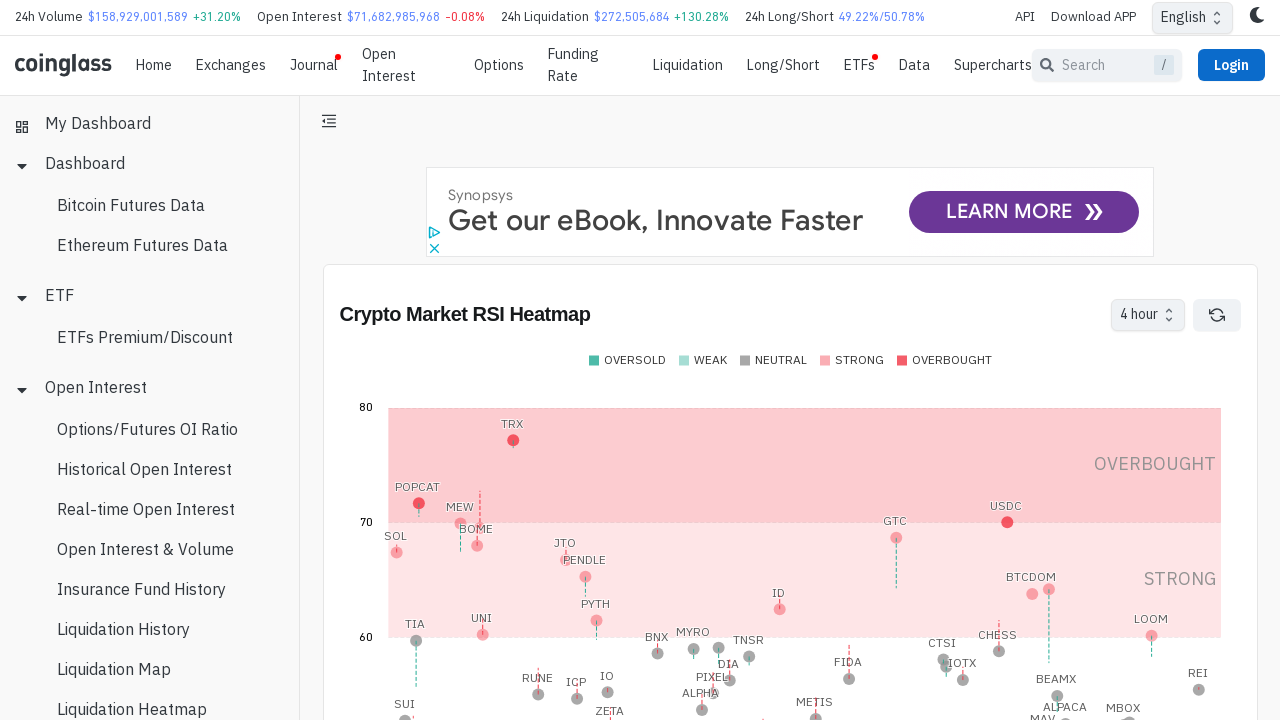 24h Volume $158,929,001,589 +31.20% Open Interest $71,682,985,968 -0.08% 24h Liquidation $272,505,684 +130.28% 24h Long/Short 49.22%/50.78% API Download APP English
coinglass Home Exchanges Journal Open Interest Options Funding Rate Liquidation Long/Short ETFs Data Supercharts Search / Login
My Dashboard
Dashboard
Bitcoin Futures Data
Ethereum Futures Data
ETF
ETFs Premium/Discount
Open Interest
Options/Futures OI Ratio
Historical Open Interest
Real-time Open Interest
Open Interest & Volume
Insurance Fund History
Liquidation History
Liquidation Map
Liquidation Heatmap
Synopsys
Get our eBook, Innovate Faster
LEARN MORE
Crypto Market RSI Heatmap
4 hour
OVERSOLD WEAK NEUTRAL STRONG OVERBOUGHT
80
TRX
OVERBOUGHT
POPCAT
MEW
USDC
70
GTC
BOME
SOL
JTO
PENDLE
BTCDOM
STRONG
ID
PYTH
UNI
LOOM
TIA
60
BNX
MYRO
TNSR
CTSI
CHESS
DIA
FIDA
IOTX
REI
RUNE
ICP
IO
PIXEL
BEAMX
ALPHA
SUI
ZETA
METIS
ALPACA
MBOX
MAV